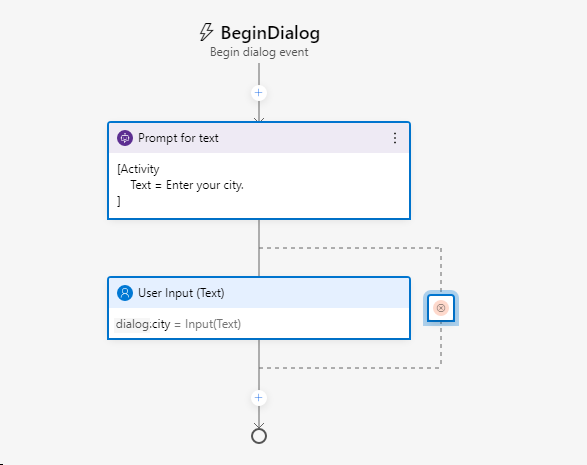 BeginDialog
Begin dialog event
Prompt for text
[Activity
Text = Enter your city.
]
User Input (Text)
dialog.city = Input(Text)